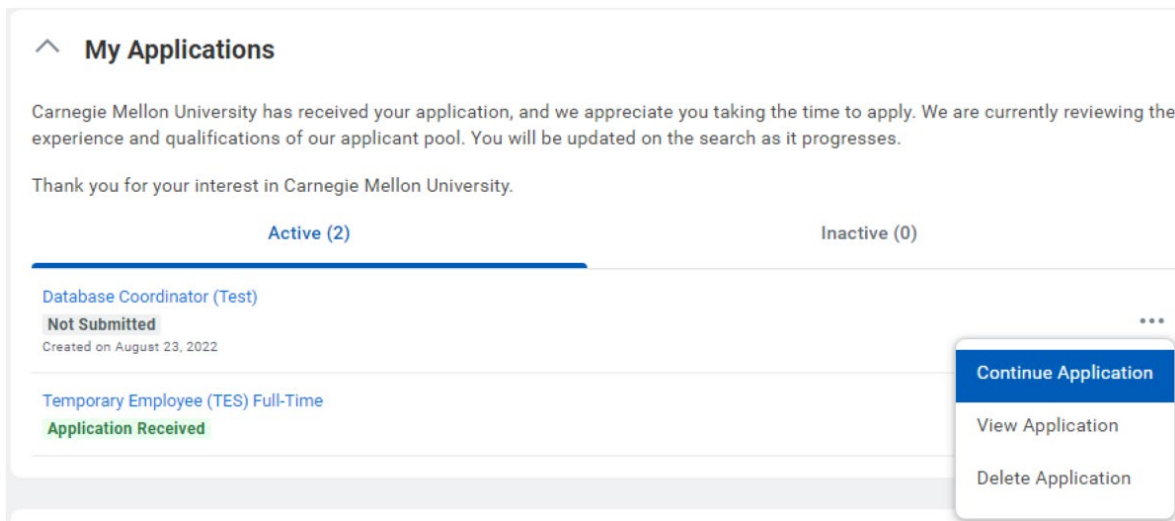 My Applications
Carnegie Mellon University has received your application, and we appreciate you taking the time to apply. We are currently reviewing the
experience and qualifications of our applicant pool. You will be updated on the search as it progresses.
Thank you for your interest in Carnegie Mellon University.
Active (2)
Inactive (0)
Database Coordinator (Test)
Not Submitted
Created on August 23, 2022
Continue Application
Temporary Employee (TES) Full-Time
Application Received
View Application
Delete Application